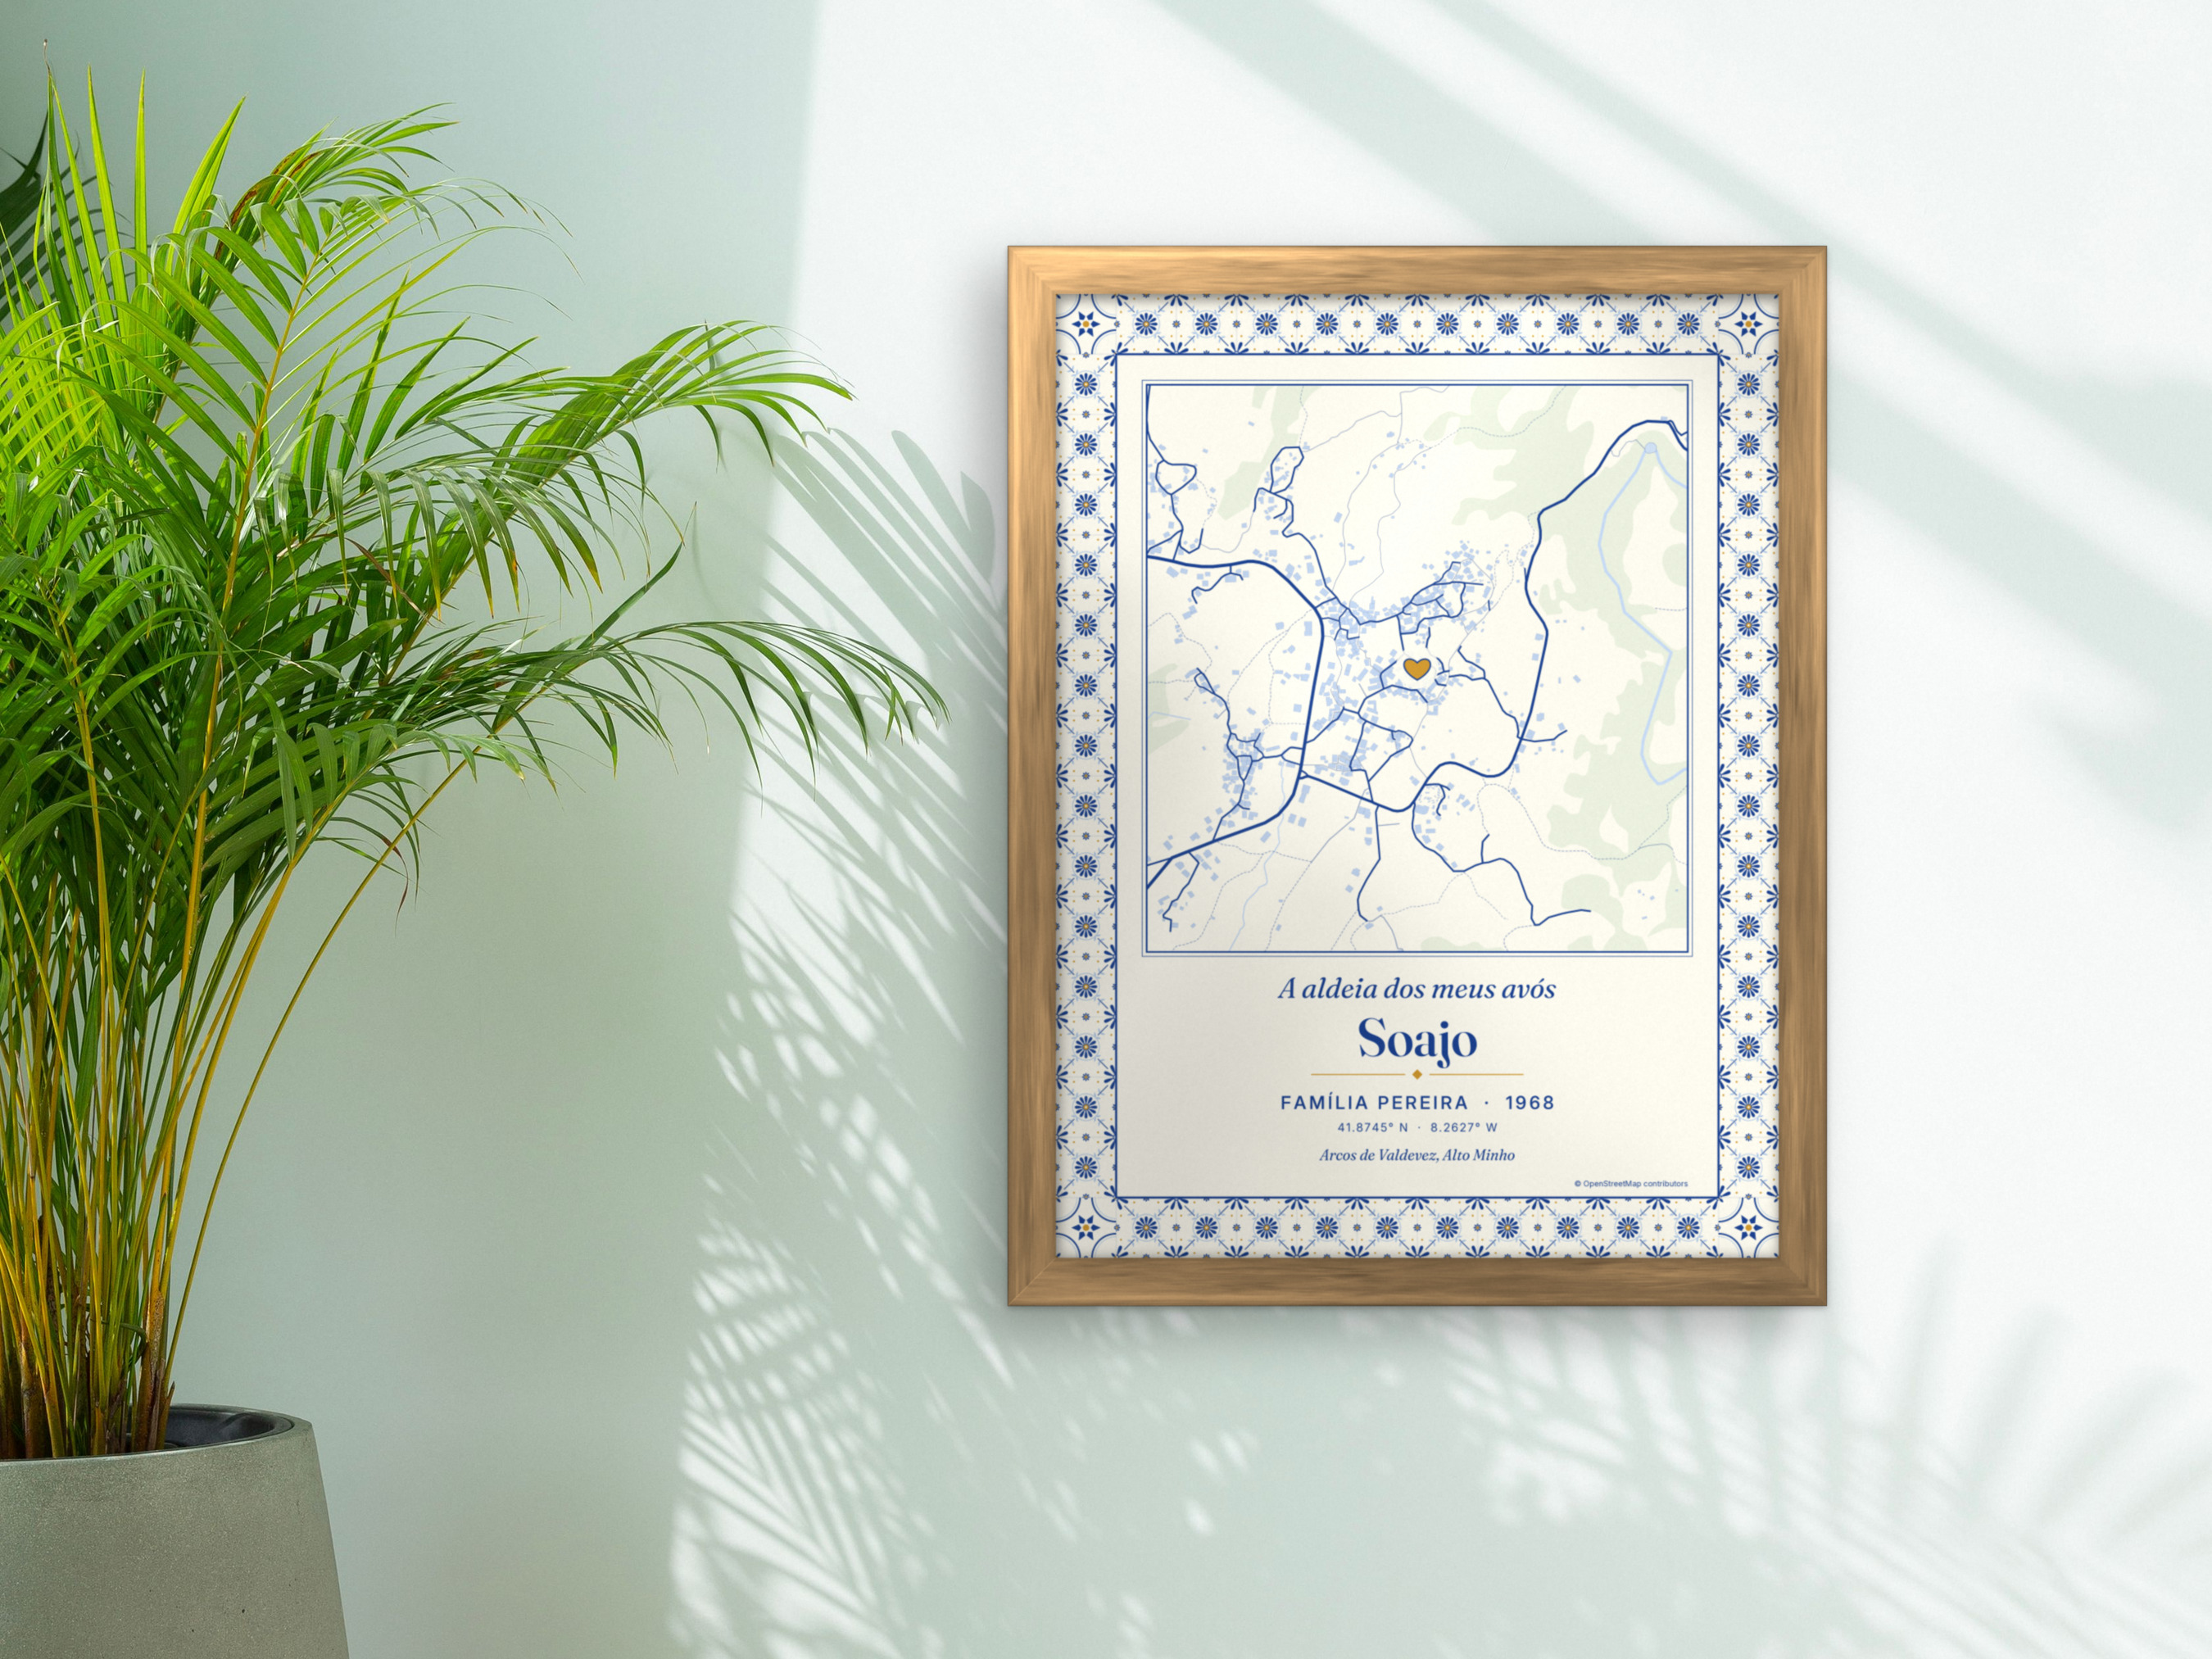 A aldeia dos meus avós
Soajo
FAMÍLIA PEREIRA · 1968
41.8745° N · 8.2627° W
Arcos de Valdevez, Alto Minho
© OpenStreetMap contributors